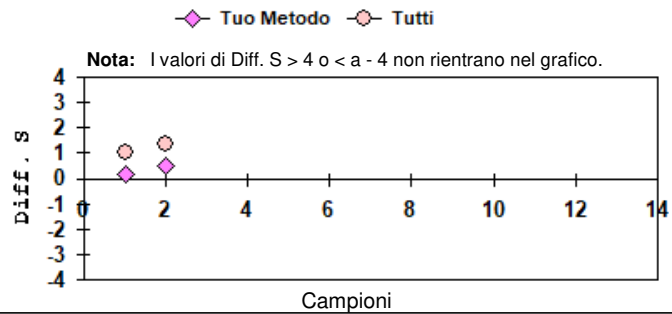 Tuo Metodo Tutti
Nota: I valori di Diff. S > 4 o < a - 4 non rientrano nel grafico.
4
3
2
1
0
-1
-2
-3
-4
Diff. S
0 2 4 6 8 10 12 14
Campioni